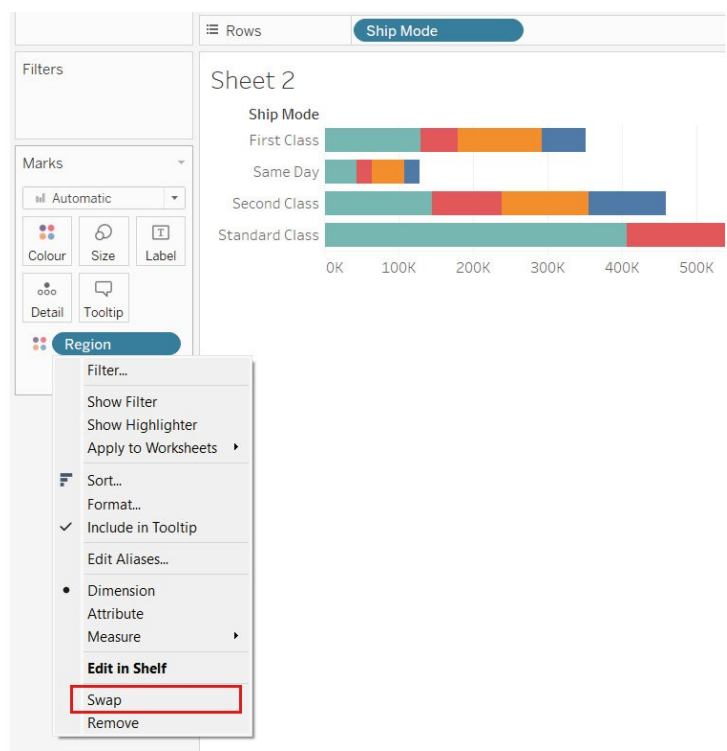 Rows
Ship Mode
Filters
Sheet 2
Ship Mode
First Class
Same Day
Second Class
Standard Class
0K 100K 200K 300K 400K 500K
Marks
Automatic
Colour Size Label
Detail Tooltip
Region
Filter...
Show Filter
Show Highlighter
Apply to Worksheets
Sort...
Format...
Include in Tooltip
Edit Aliases...
Dimension
Attribute
Measure
Edit in Shelf
Swap
Remove